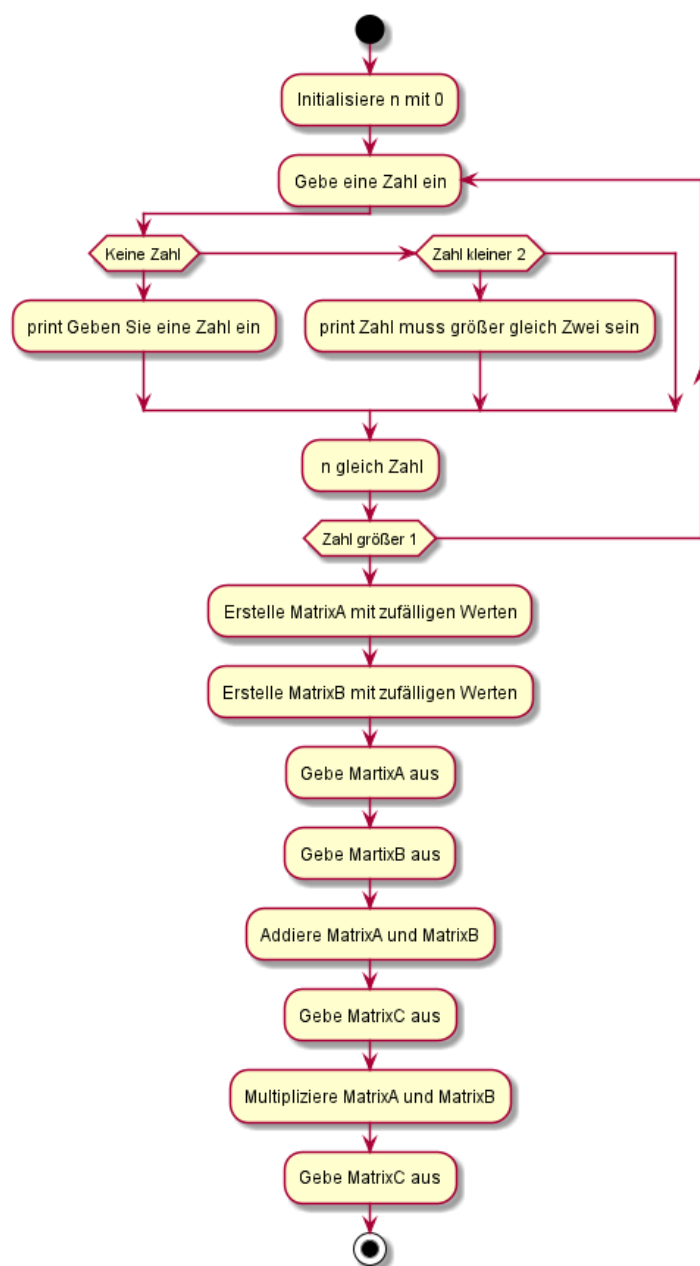 Initialisiere n mit 0
Gebe eine Zahl ein
Keine Zahl
Zahl kleiner 2
print Geben Sie eine Zahl ein
print Zahl muss größer gleich Zwei sein
n gleich Zahl
Zahl größer 1
Erstelle MatrixA mit zufälligen Werten
Erstelle MatrixB mit zufälligen Werten
Gebe MartixA aus
Gebe MartixB aus
Addiere MatrixA und MatrixB
Gebe MatrixC aus
Multipliziere MatrixA und MatrixB
Gebe MatrixC aus